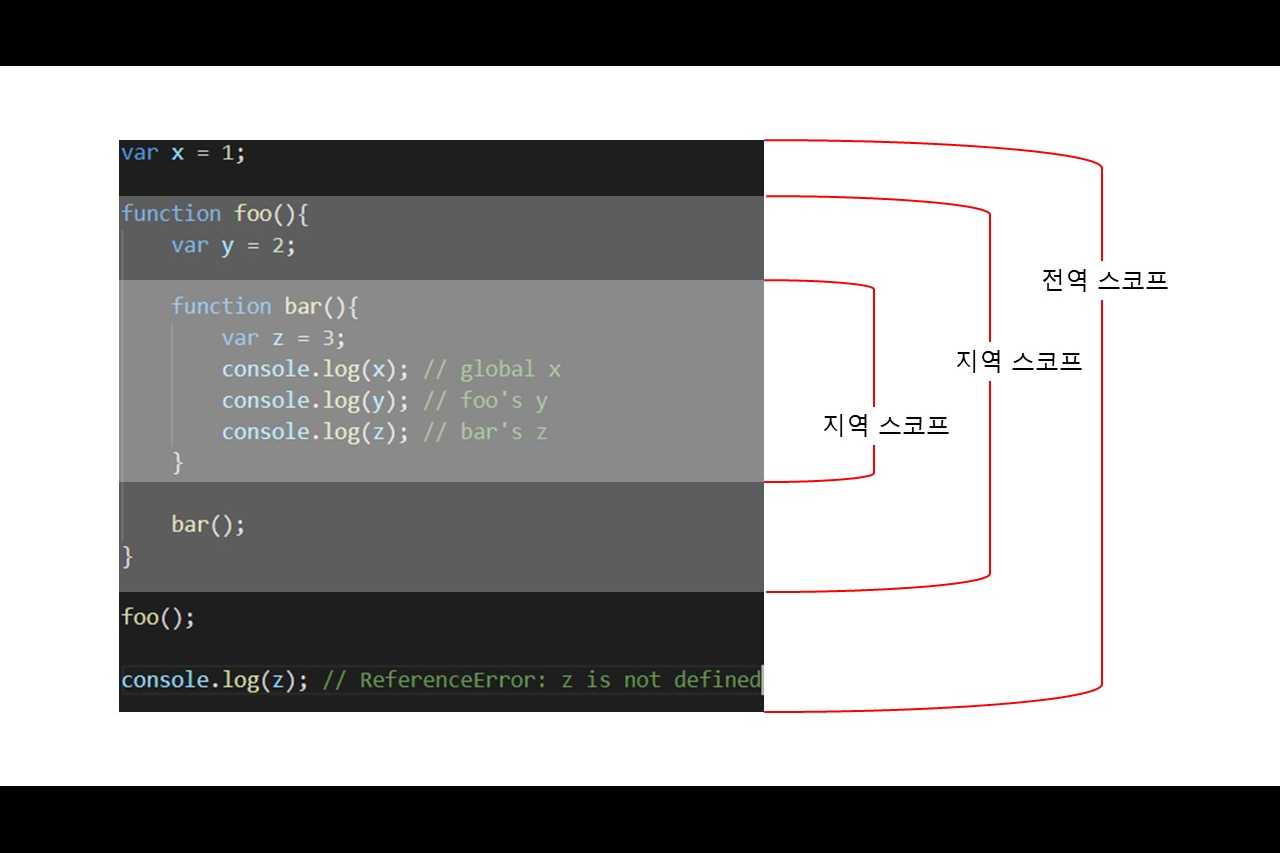 var x = 1;
function foo(){
    var y = 2;
    function bar(){
        var z = 3;
        console.log(x); // global x
        console.log(y); // foo's y
        console.log(z); // bar's z
    }
    bar();
}
foo();
console.log(z); // ReferenceError: z is not defined
전역 스코프
지역 스코프
지역 스코프